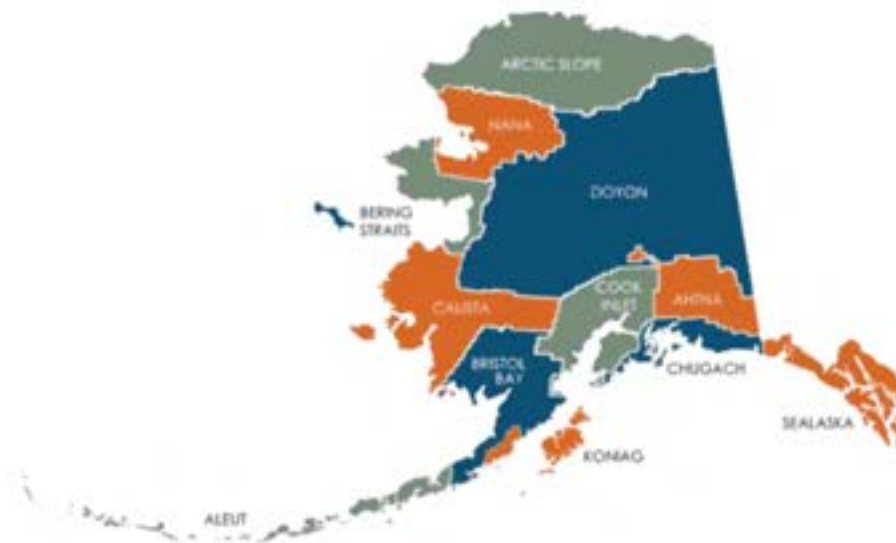 ARCTIC SLOPE
NANA
DOYON
BERING
STRAITS
COOK
INLET
AHTNA
CALISTA
BRISTOL
BAY
CHUGACH
SEALASKA
KONIAG
ALEUT